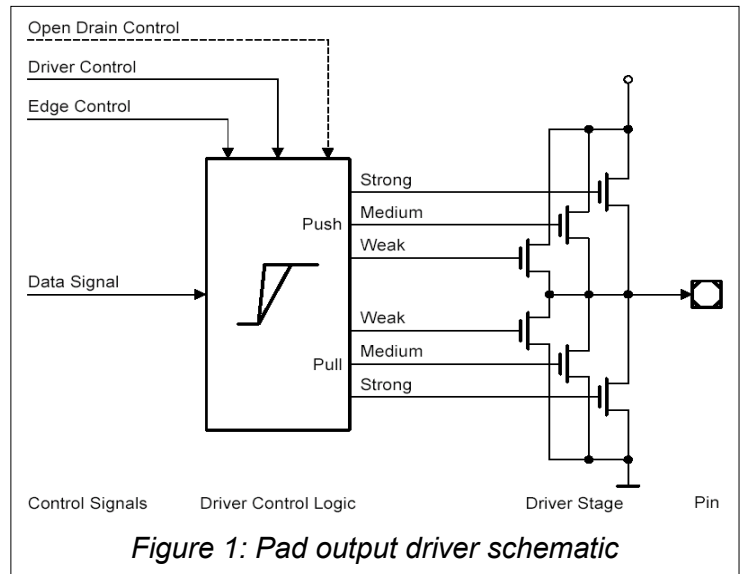 Open Drain Control
Driver Control
Edge Control
Strong
Medium
Push
Weak
Data Signal
Weak
Medium
Pull
Strong
Control Signals Driver Control Logic Driver Stage Pin
Figure 1: Pad output driver schematic